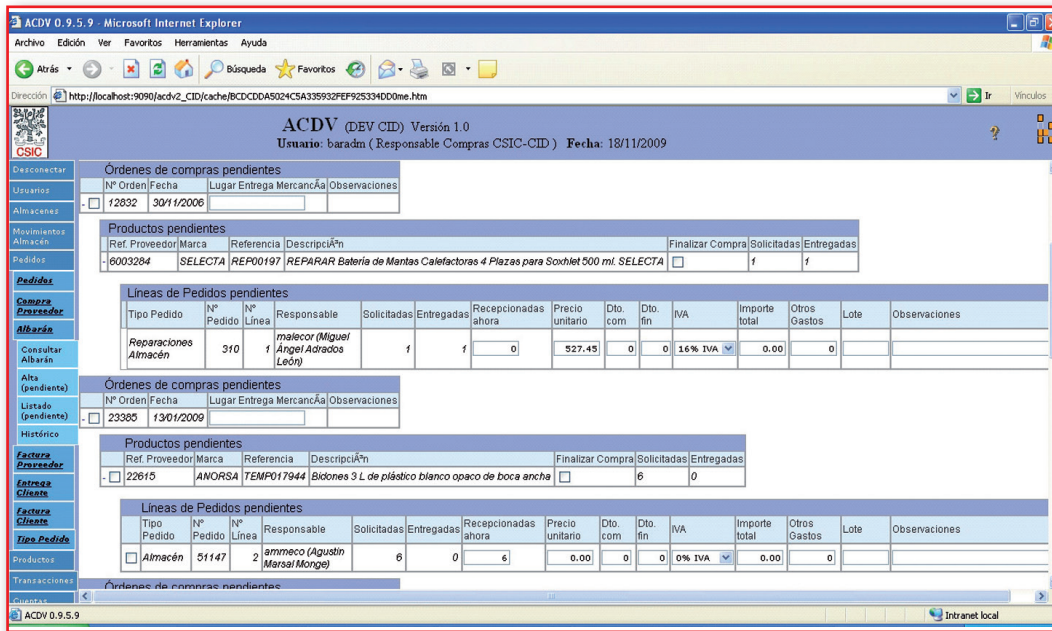 ACDV 0.9.5.9 - Microsoft Internet Explorer
Archivo Edición Ver Favoritos Herramientas Ayuda
Atrás Búsqueda Favoritos
Dirección http://localhost:9090/acdv2_CID/cache/BCDCDDA5024C5A335932FEF925334DD0me.htm Ir Vínculos
CSIC
ACDV (DEV CID) Versión 1.0
Usuario: baradm ( Responsable Compras CSIC-CID ) Fecha: 18/11/2009
?
Desconectar
Usuarios
Almacenes
Movimientos
Almacén
Pedidos
Pedidos
Compra
Proveedor
Albarán
Consultar
Albarán
Alta
(pendiente)
Listado
(pendiente)
Histórico
Factura
Proveedor
Entrega
Cliente
Factura
Cliente
Tipo Pedido
Productos
Transacciones
Cuentas
Órdenes de compras pendientes
Nº Orden Fecha Lugar Entrega MercancÃa Observaciones
- 12832 30/11/2006
Productos pendientes
Ref. Proveedor Marca Referencia DescripciÃ³n Finalizar Compra Solicitadas Entregadas
- 6003284 SELECTA REP00197 REPARAR Batería de Mantas Calefactoras 4 Plazas para Soxhlet 500 ml. SELECTA 1 1
Líneas de Pedidos pendientes
Tipo Pedido Nº Pedido Nº Línea Responsable Solicitadas Entregadas Recepcionadas ahora Precio unitario Dto. com Dto. fin IVA Importe total Otros Gastos Lote Observaciones
Reparaciones Almacén 310 1 malecor (Miguel Ángel Adrados León) 1 1 0 527.45 0 0 16% IVA 0.00 0
Órdenes de compras pendientes
Nº Orden Fecha Lugar Entrega MercancÃa Observaciones
- 23385 13/01/2009
Productos pendientes
Ref. Proveedor Marca Referencia DescripciÃ³n Finalizar Compra Solicitadas Entregadas
- 22615 ANORSA TEMP017944 Bidones 3 L de plástico blanco opaco de boca ancha 6 0
Líneas de Pedidos pendientes
Tipo Pedido Nº Pedido Nº Línea Responsable Solicitadas Entregadas Recepcionadas ahora Precio unitario Dto. com Dto. fin IVA Importe total Otros Gastos Lote Observaciones
Almacén 51147 2 ammeco (Agustin Marsal Monge) 6 0 6 0.00 0 0 0% IVA 0.00 0
Órdenes de compras pendientes
ACDV 0.9.5.9 Intranet local